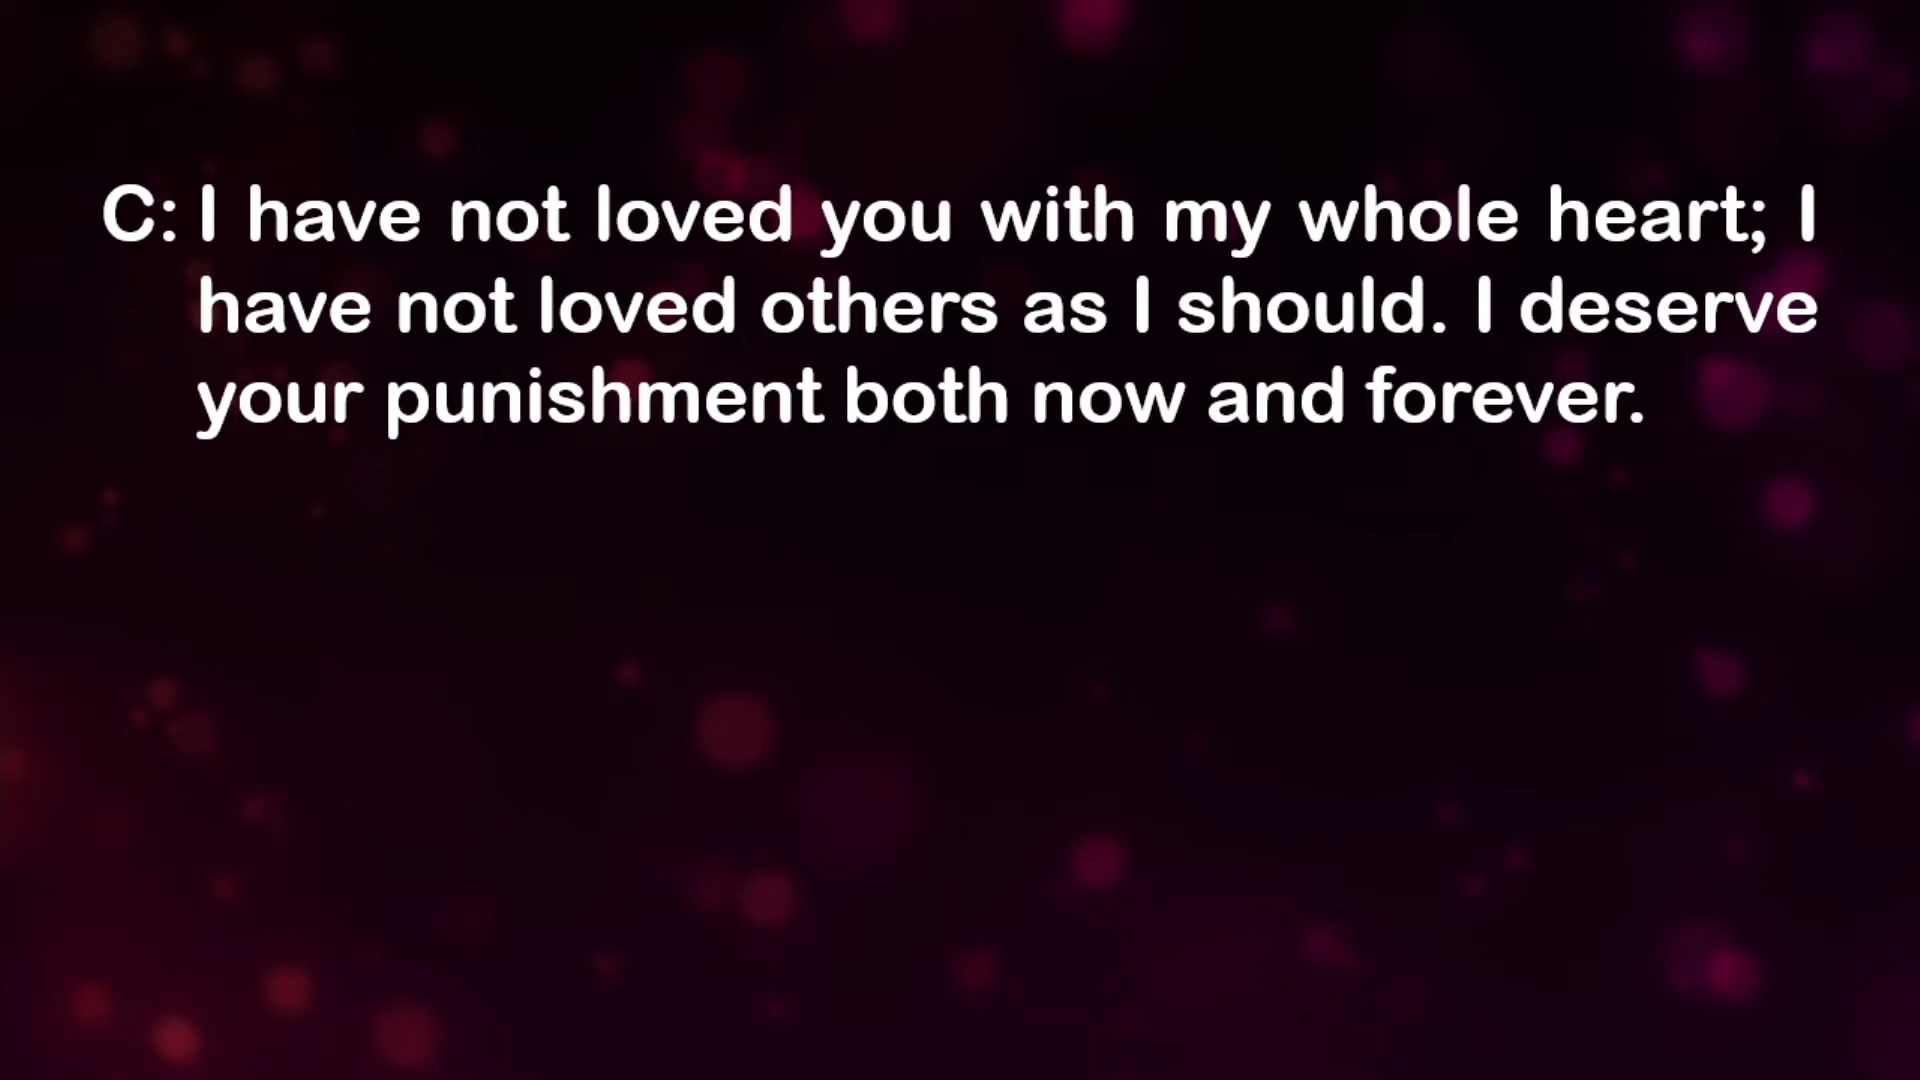 C: I have not loved you with my whole heart; I
have not loved others as I should. I deserve
your punishment both now and forever.